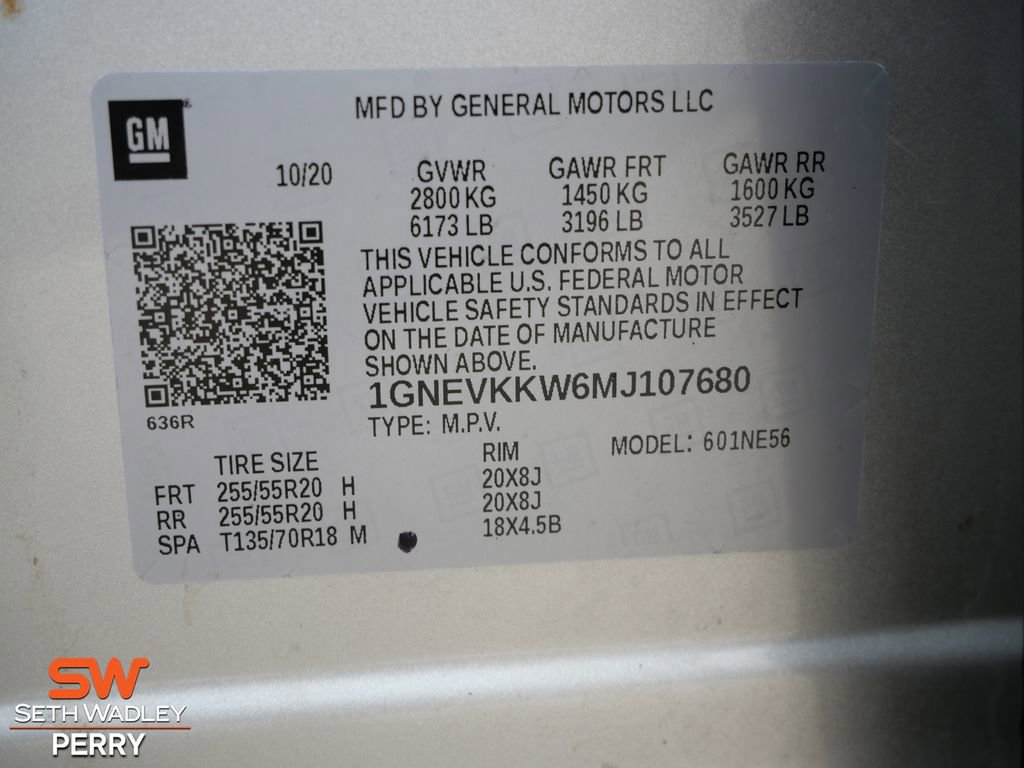 GM
MFD BY GENERAL MOTORS LLC
10/20 GVWR GAWR FRT GAWR RR
2800 KG 1450 KG 1600 KG
6173 LB 3196 LB 3527 LB
THIS VEHICLE CONFORMS TO ALL
APPLICABLE U.S. FEDERAL MOTOR
VEHICLE SAFETY STANDARDS IN EFFECT
ON THE DATE OF MANUFACTURE
SHOWN ABOVE.
1GNEVKKW6MJ107680
636R
TYPE: M.P.V. MODEL: 601NE56
TIRE SIZE RIM
FRT 255/55R20 H 20X8J
RR 255/55R20 H 20X8J
SPA T135/70R18 M 18X4.5B
SW
SETH WADLEY
PERRY